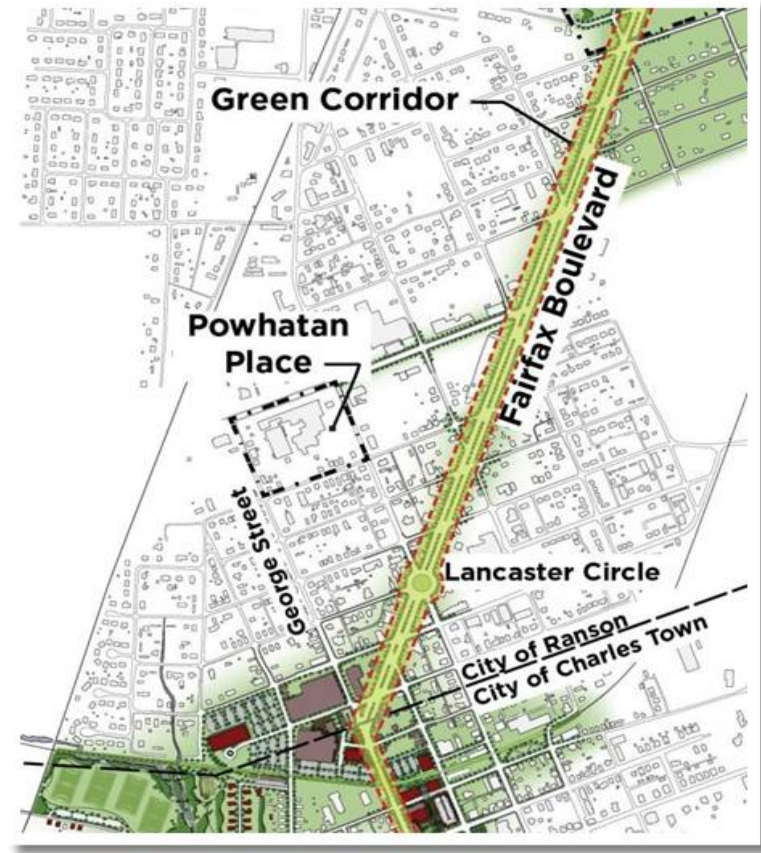 Green Corridor
Fairfax Boulevard
Powhatan
Place
George Street
Lancaster Circle
City of Ranson
City of Charles Town